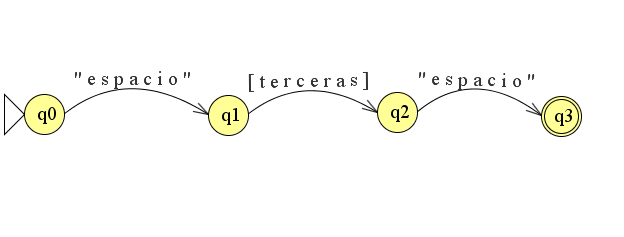 "espacio" [terceras] "espacio"
q0 q1 q2 q3